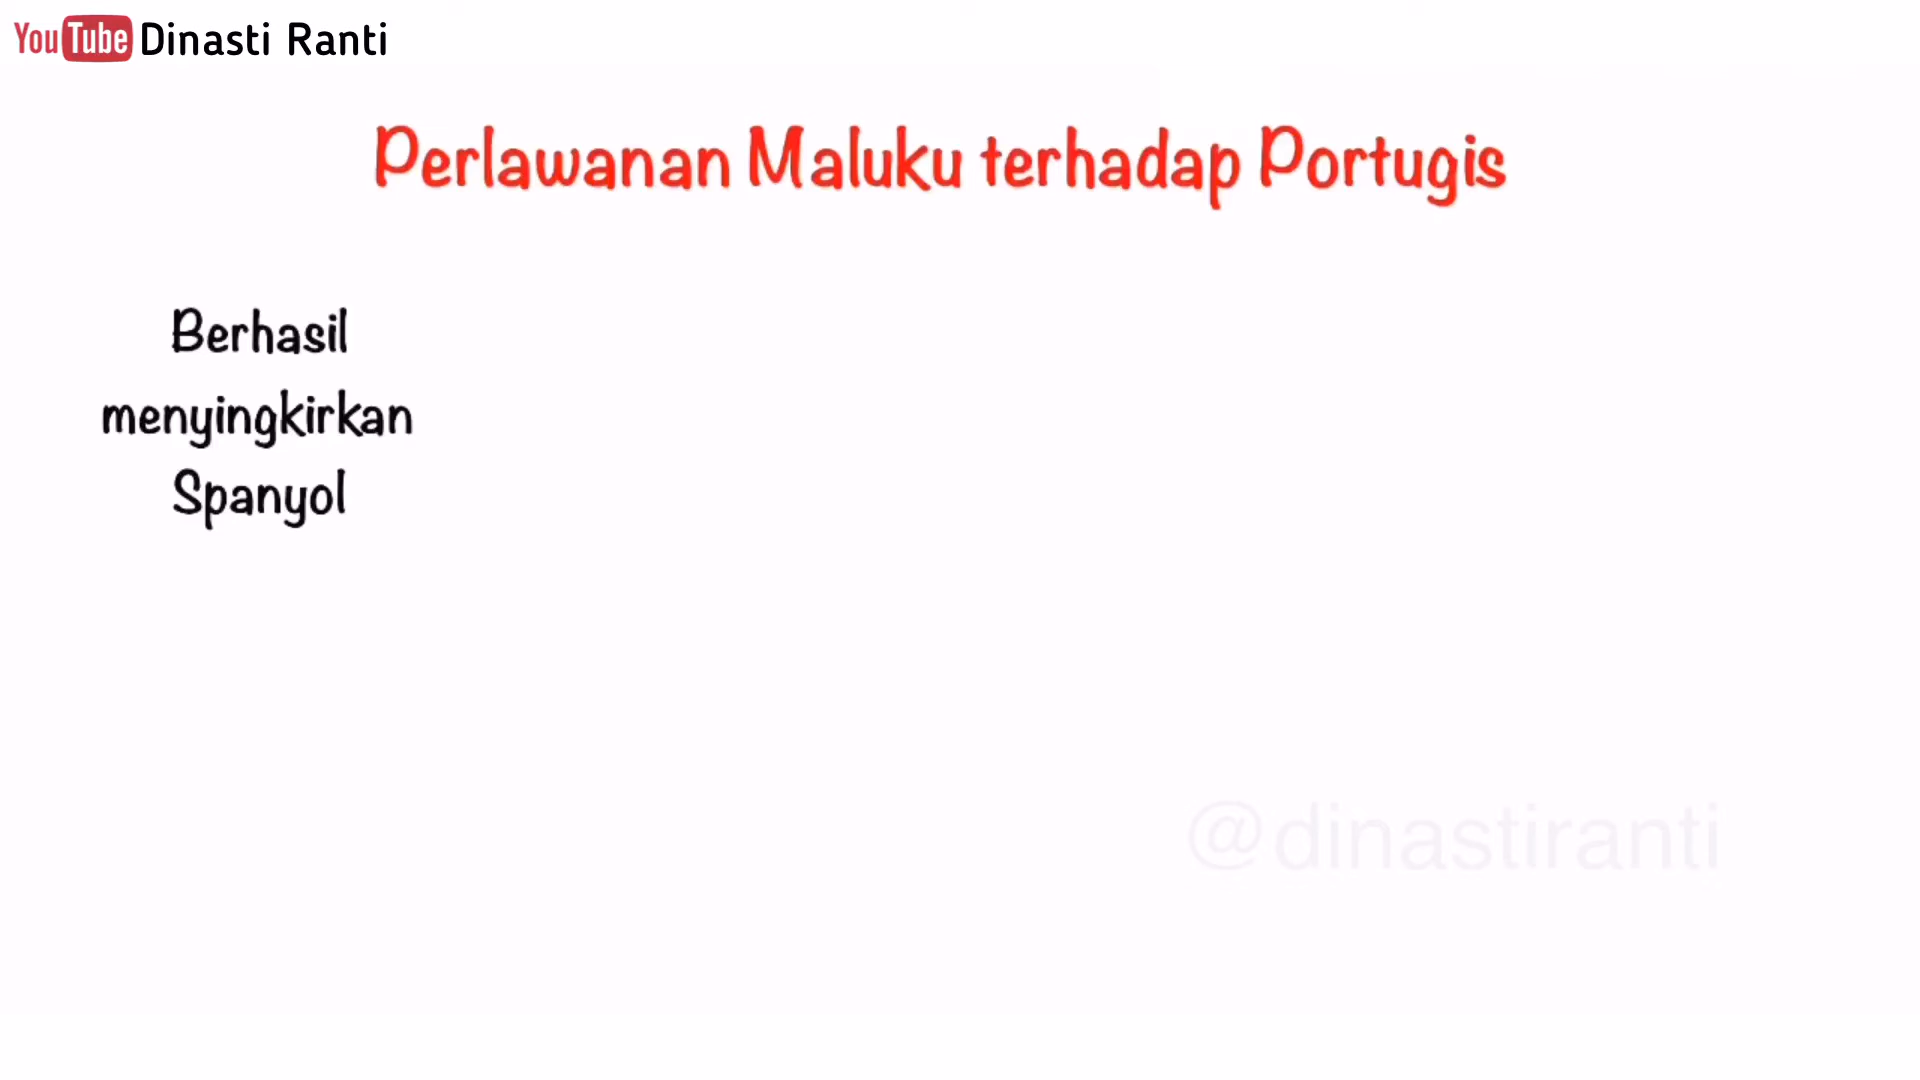 YouTube Dinasti Ranti
Perlawanan Maluku terhadap Portugis
Berhasil
menyingkirkan
Spanyol
@dinastiranti